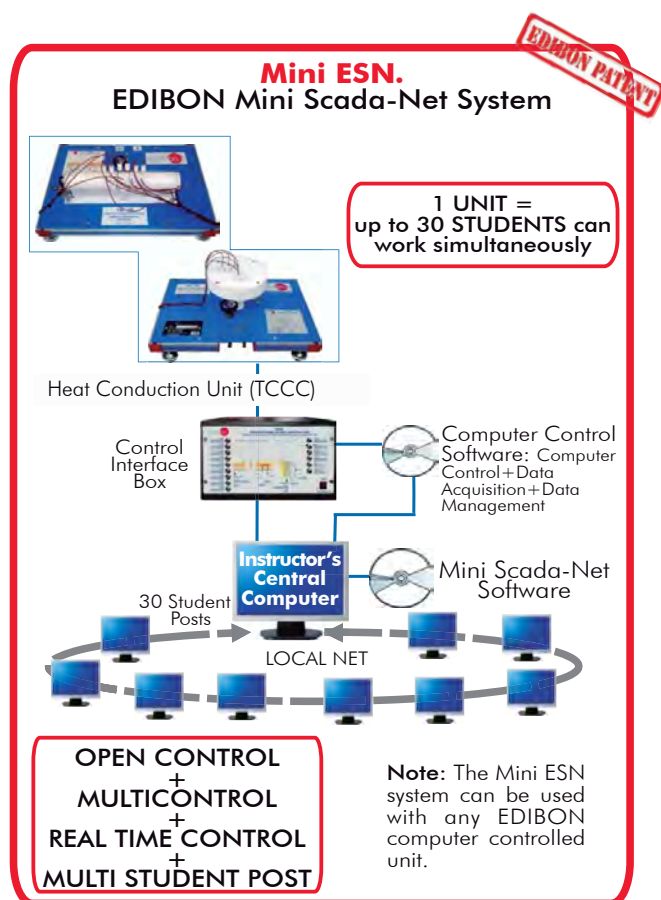 EDIBON PATENT
Mini ESN.
EDIBON Mini Scada-Net System
1 UNIT =
up to 30 STUDENTS can
work simultaneously
Heat Conduction Unit (TCCC)
Control
Interface
Box
Computer Control
Software: Computer
Control+Data
Acquisition+Data
Management
Instructor's
Central
Computer
Mini Scada-Net
Software
30 Student
Posts
LOCAL NET
OPEN CONTROL
+
MULTICONTROL
+
REAL TIME CONTROL
+
MULTI STUDENT POST
Note: The Mini ESN
system can be used
with any EDIBON
computer controlled
unit.